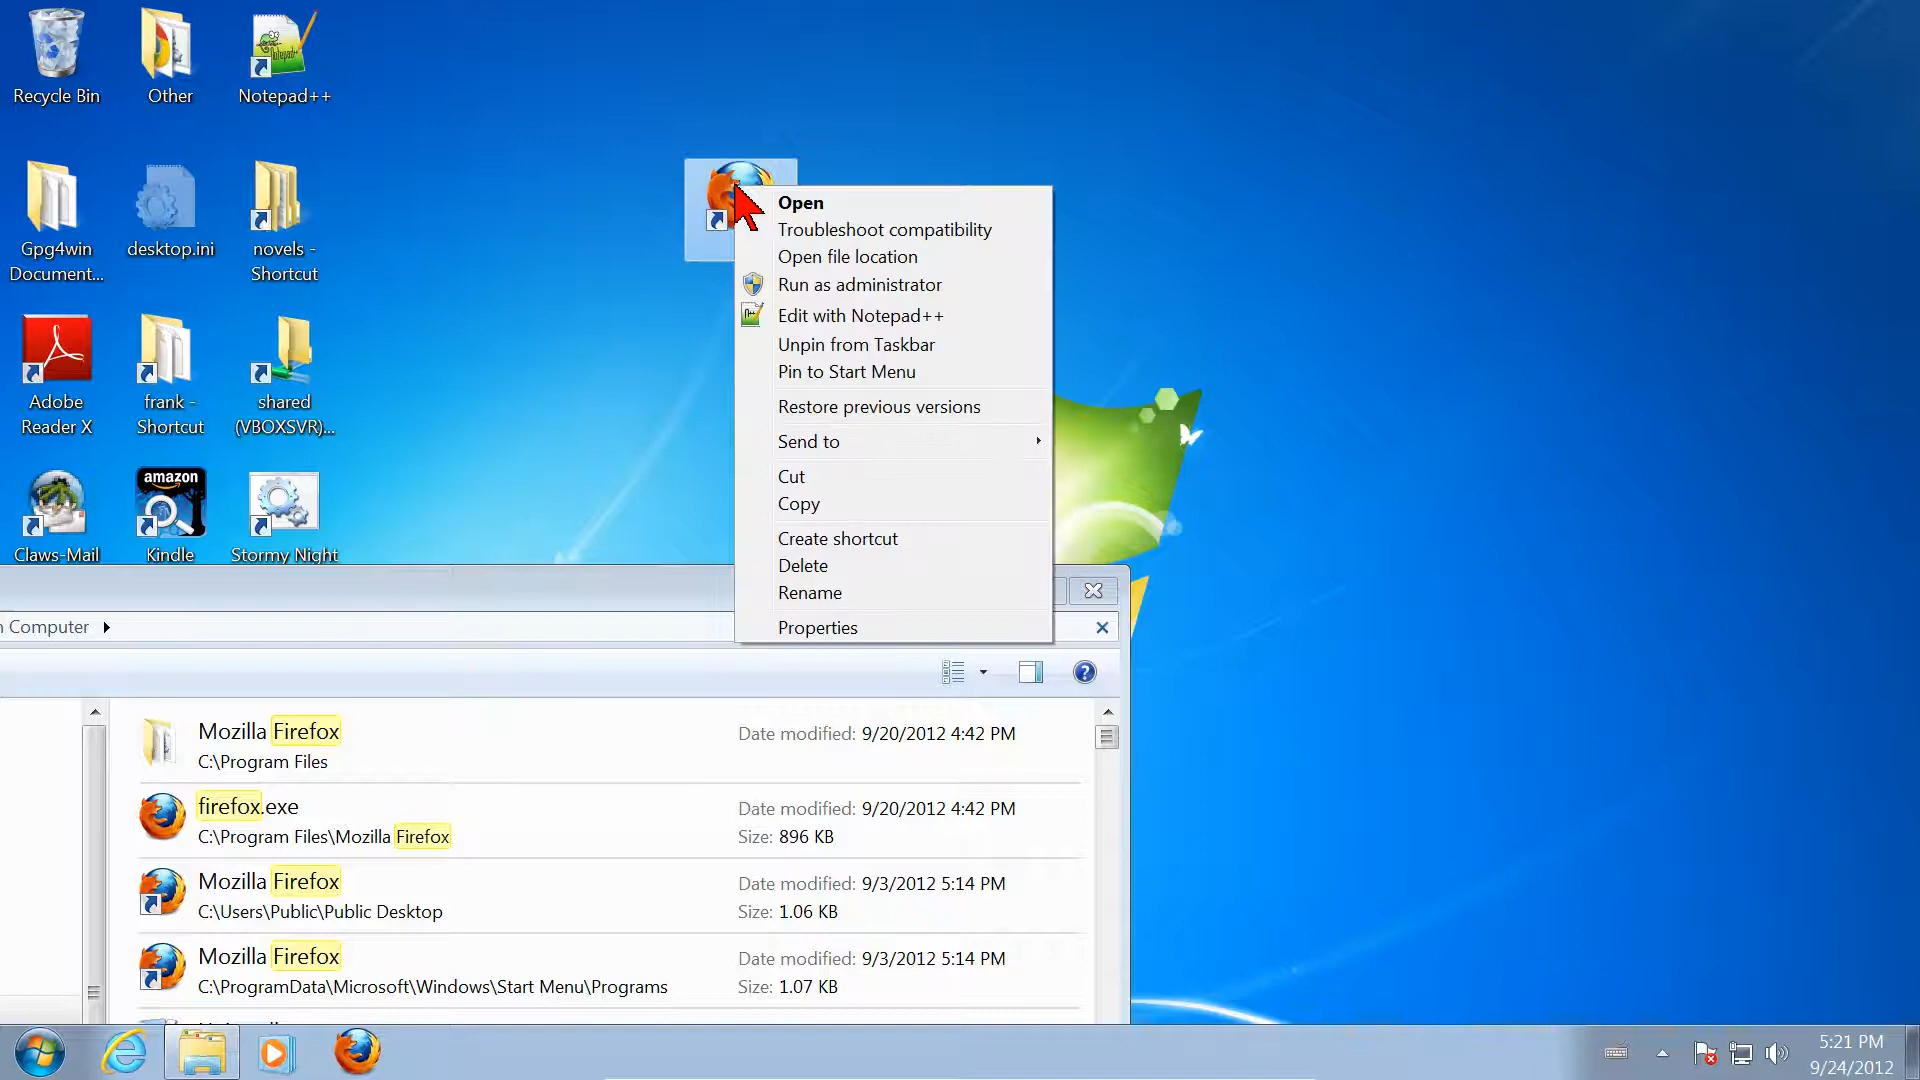 Recycle Bin
Other
Notepad++
Gpg4win
Document...
desktop.ini
novels -
Shortcut
Adobe
Reader X
frank -
Shortcut
shared
(VBOXSVR)...
amazon
Claws-Mail
Kindle
Stormy Night
Open
Troubleshoot compatibility
Open file location
Run as administrator
Edit with Notepad++
Unpin from Taskbar
Pin to Start Menu
Restore previous versions
Send to
Cut
Copy
Create shortcut
Delete
Rename
Properties
Computer
Mozilla Firefox
Date modified: 9/20/2012 4:42 PM
C:\Program Files
firefox.exe
Date modified: 9/20/2012 4:42 PM
C:\Program Files\Mozilla Firefox
Size: 896 KB
Mozilla Firefox
Date modified: 9/3/2012 5:14 PM
C:\Users\Public\Public Desktop
Size: 1.06 KB
Mozilla Firefox
Date modified: 9/3/2012 5:14 PM
C:\ProgramData\Microsoft\Windows\Start Menu\Programs
Size: 1.07 KB
5:21 PM
9/24/2012